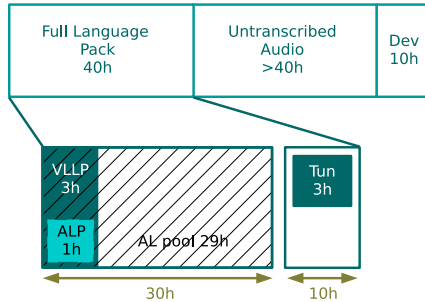 Full Language
Pack
40h
Untranscribed
Audio
>40h
Dev
10h
VLLP
3h
ALP
1h
AL pool 29h
Tun
3h
30h
10h